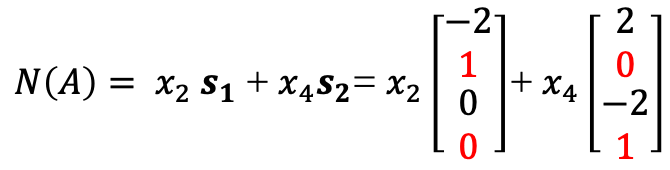 N(A) = x₂ s₁ + x₄s₂= x₂ [−2 1 0 0] + x₄ [2 0 −2 1]